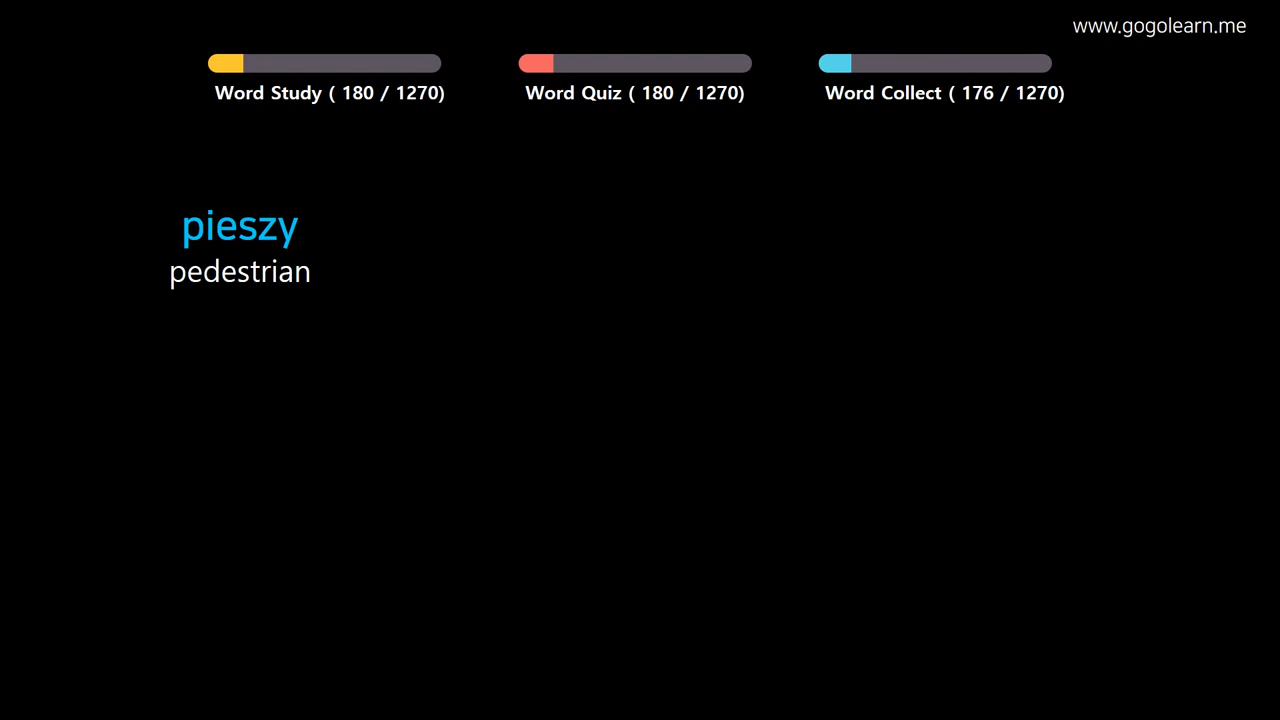 www.gogolearn.me
Word Study ( 180 / 1270)
Word Quiz ( 180 / 1270)
Word Collect ( 176 / 1270)
pieszy
pedestrian